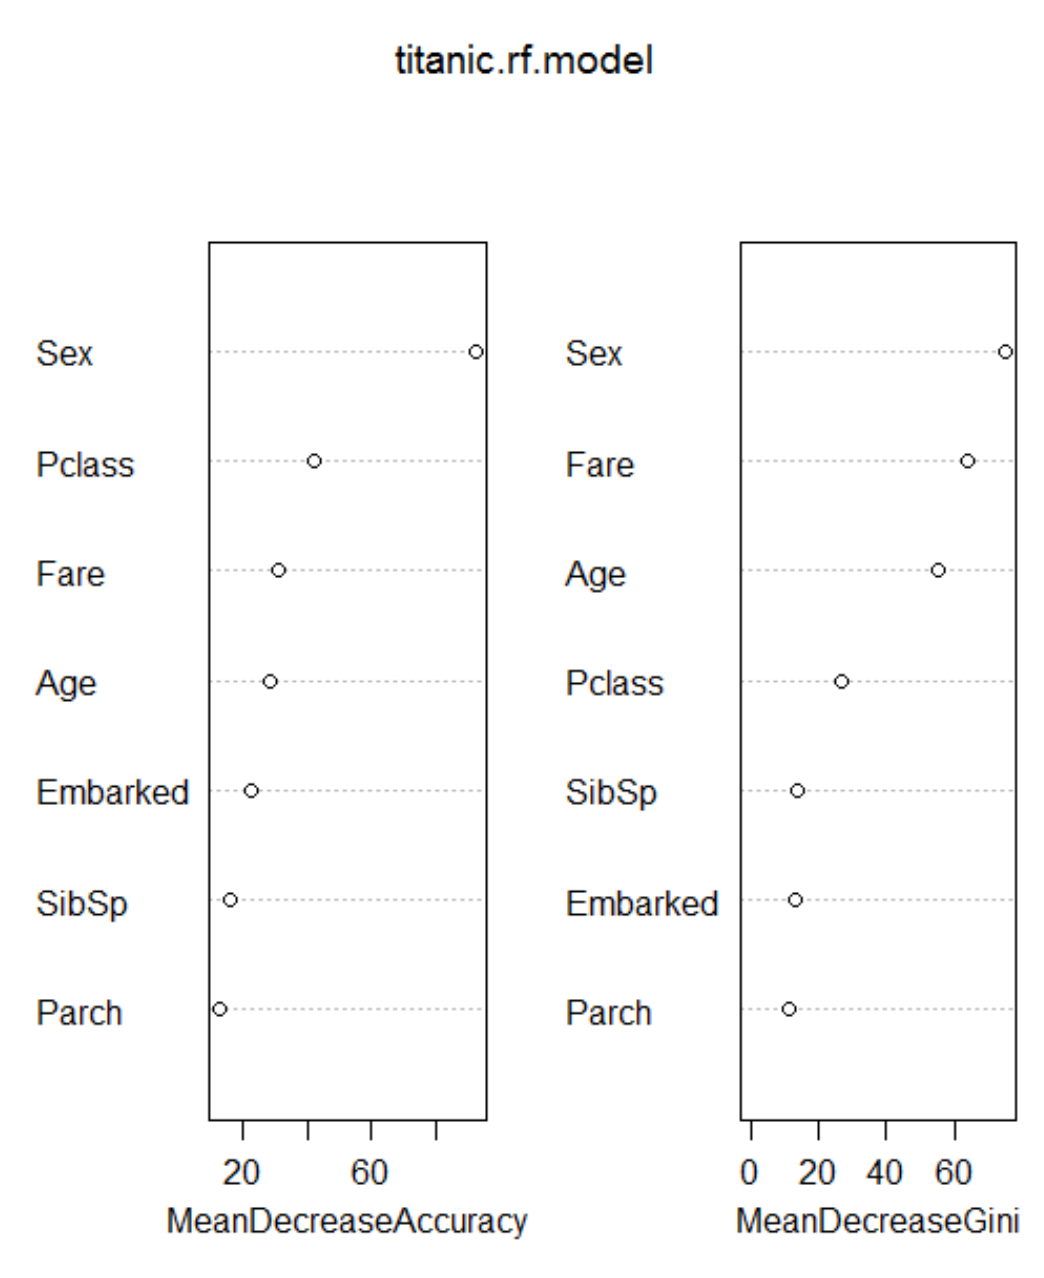 titanic.rf.model
Sex
Pclass
Fare
Age
Embarked
SibSp
Parch
20 60
MeanDecreaseAccuracy
Sex
Fare
Age
Pclass
SibSp
Embarked
Parch
0 20 40 60
MeanDecreaseGini